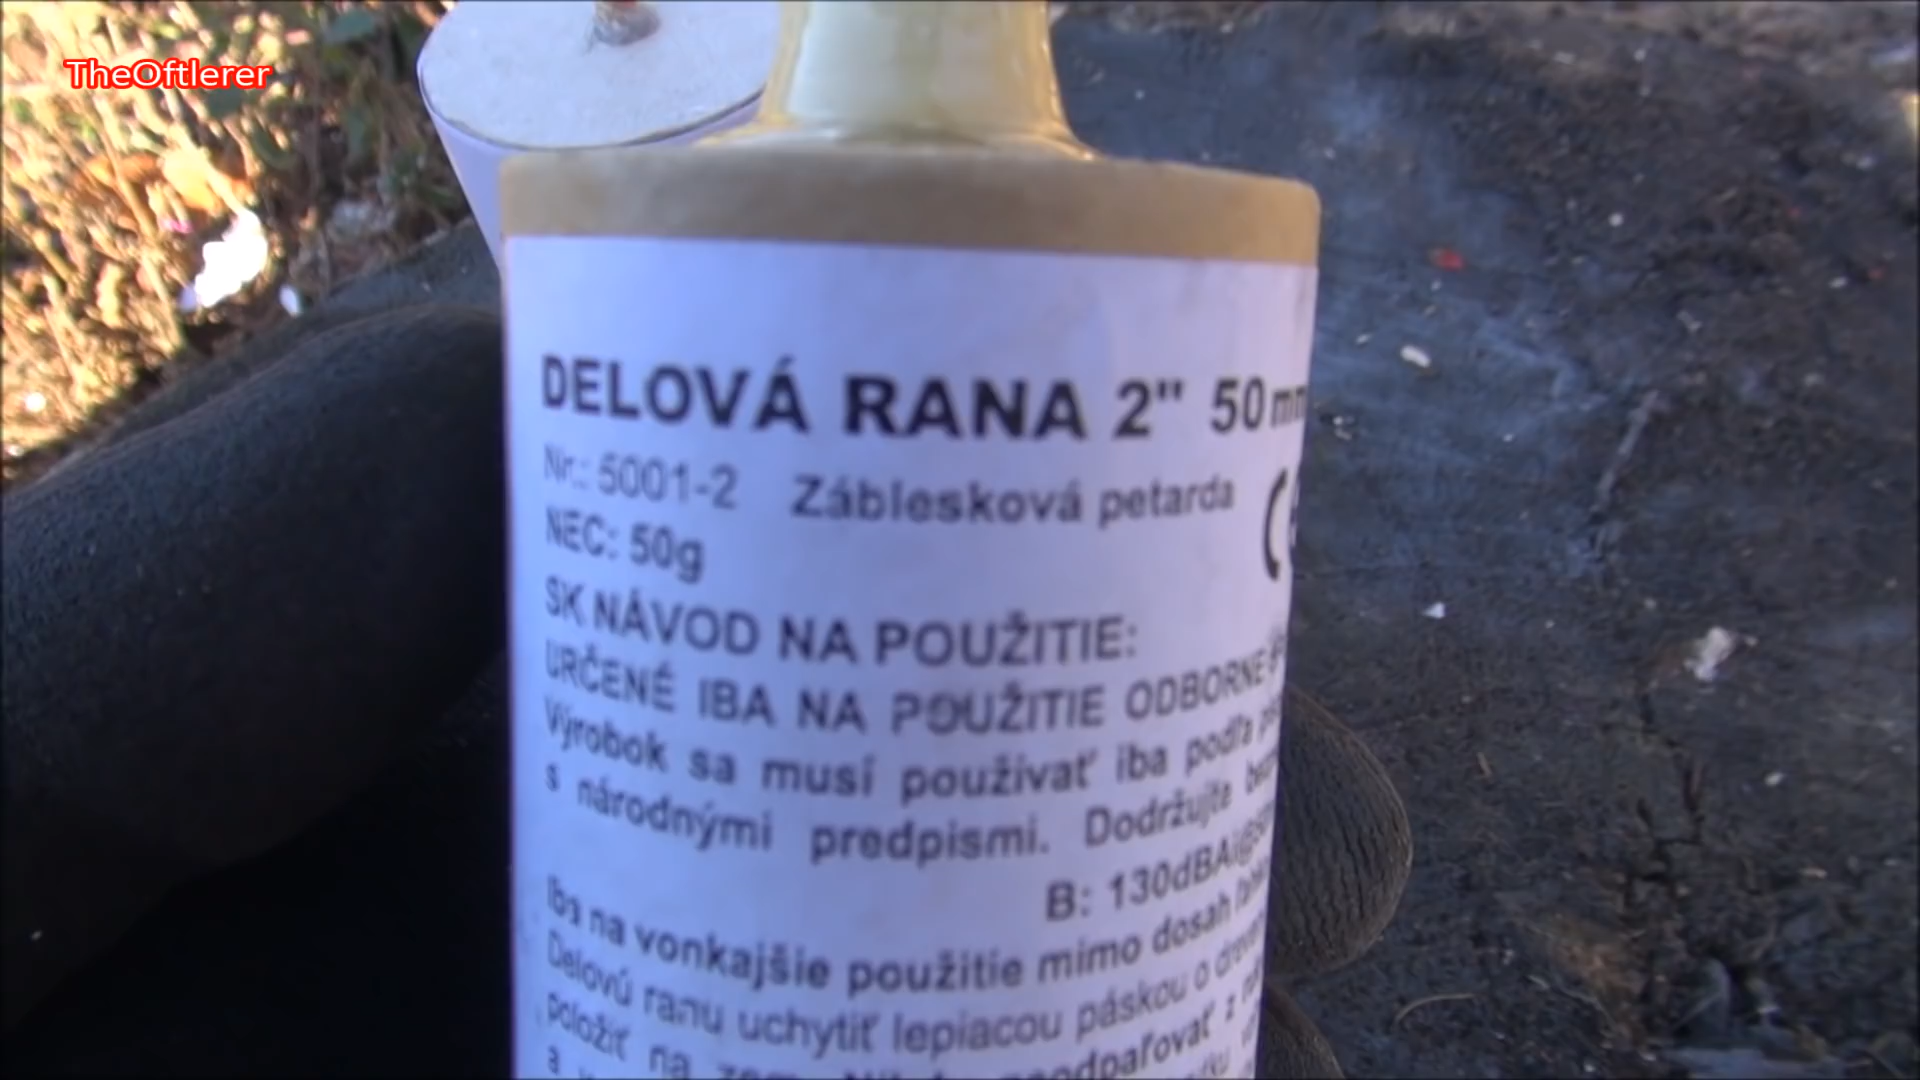 TheOftlerer
DELOVÁ RANA 2" 50mm
Nr.: 5001-2 Záblesková petarda
NEC: 50g
SK NÁVOD NA POUŽITIE:
URČENÉ IBA NA POUŽITIE ODBORNE
Výrobok sa musí používať iba podľa
s národnými predpismi. Dodržujte
B: 130dBAI@
Iba na vonkajšie použitie mimo dosah
Delovú ranu uchytiť lepiacou páskou o
položiť na
a